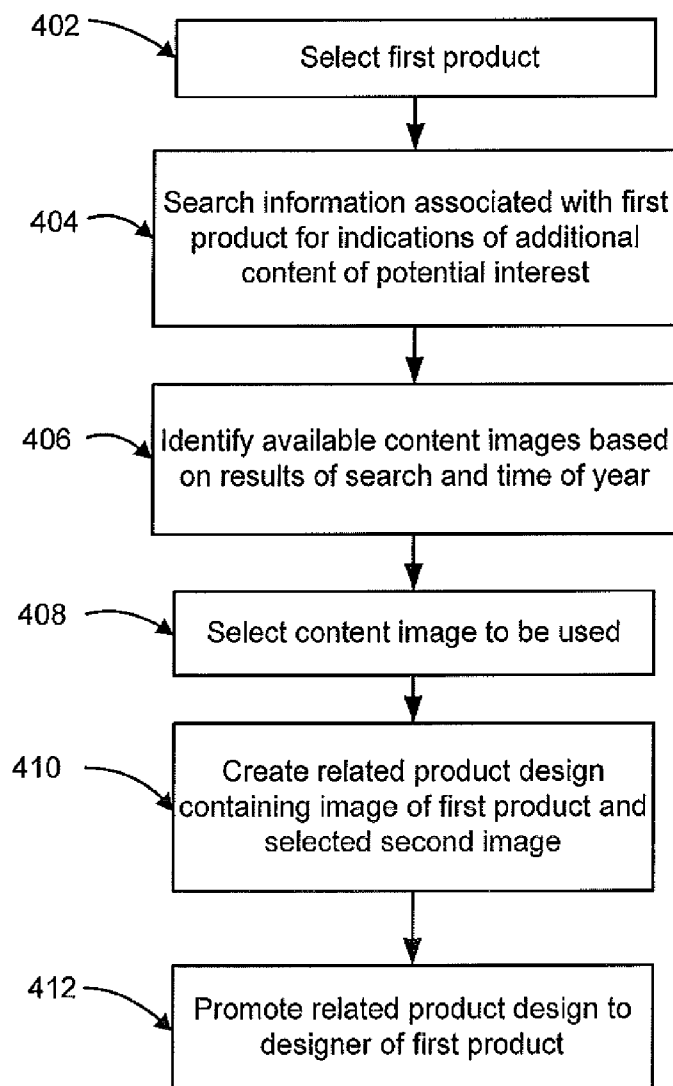 402
Select first product
404
Search information associated with first
product for indications of additional
content of potential interest
406
Identify available content images based
on results of search and time of year
408
Select content image to be used
410
Create related product design
containing image of first product and
selected second image
412
Promote related product design to
designer of first product